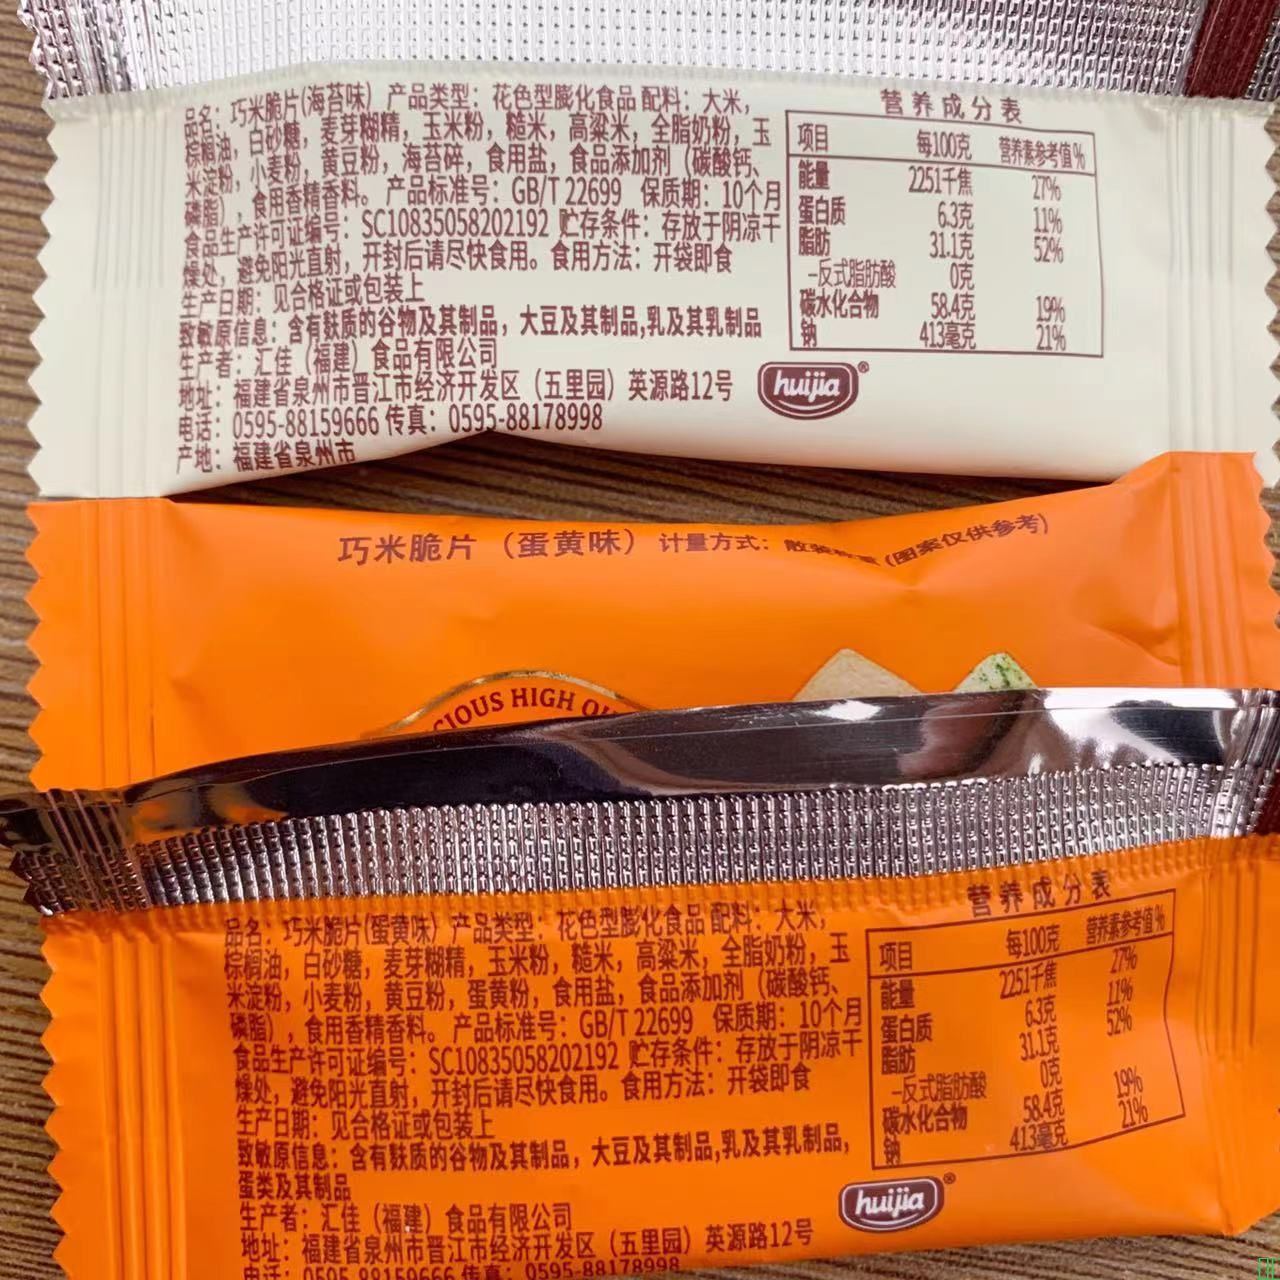 品名：巧米脆片(海苔味) 产品类型：花色型膨化食品 配料：大米，
棕榈油，白砂糖，麦芽糊精，玉米粉，糙米，高粱米，全脂奶粉，玉
米淀粉，小麦粉，黄豆粉，海苔碎，食用盐，食品添加剂（碳酸钙、
磷脂），食用香精香料。产品标准号：GB/T 22699 保质期：10个月
食品生产许可证编号：SC10835058202192 贮存条件：存放于阴凉干
燥处，避免阳光直射，开封后请尽快食用。食用方法：开袋即食
生产日期：见合格证或包装上
致敏原信息：含有麸质的谷物及其制品，大豆及其制品,乳及其乳制品
生产者：汇佳（福建）食品有限公司
地址：福建省泉州市晋江市经济开发区（五里园）英源路12号
电话：0595-88159666 传真：0595-88178998
产地：福建省泉州市
营养成分表
项目 每100克 营养素参考值%
能量 2251千焦 27%
蛋白质 6.3克 11%
脂肪 31.1克 52%
–反式脂肪酸 0克
碳水化合物 58.4克 19%
钠 413毫克 21%
huijia®
巧米脆片（蛋黄味）计量方式：散装称重(图案仅供参考)
CIOUS HIGH QU
品名：巧米脆片(蛋黄味) 产品类型：花色型膨化食品 配料：大米，
棕榈油，白砂糖，麦芽糊精，玉米粉，糙米，高粱米，全脂奶粉，玉
米淀粉，小麦粉，黄豆粉，蛋黄粉，食用盐，食品添加剂（碳酸钙、
磷脂），食用香精香料。产品标准号：GB/T 22699 保质期：10个月
食品生产许可证编号：SC10835058202192 贮存条件：存放于阴凉干
燥处，避免阳光直射，开封后请尽快食用。食用方法：开袋即食
生产日期：见合格证或包装上
致敏原信息：含有麸质的谷物及其制品，大豆及其制品,乳及其乳制品，
蛋类及其制品
生产者：汇佳（福建）食品有限公司
地址：福建省泉州市晋江市经济开发区（五里园）英源路12号
电话：0595-88159666 传真：0595-88178998
营养成分表
项目 每100克 营养素参考值%
能量 2251千焦 27%
蛋白质 6.3克 11%
脂肪 31.1克 52%
–反式脂肪酸 0克
碳水化合物 58.4克 19%
钠 413毫克 21%
huijia®